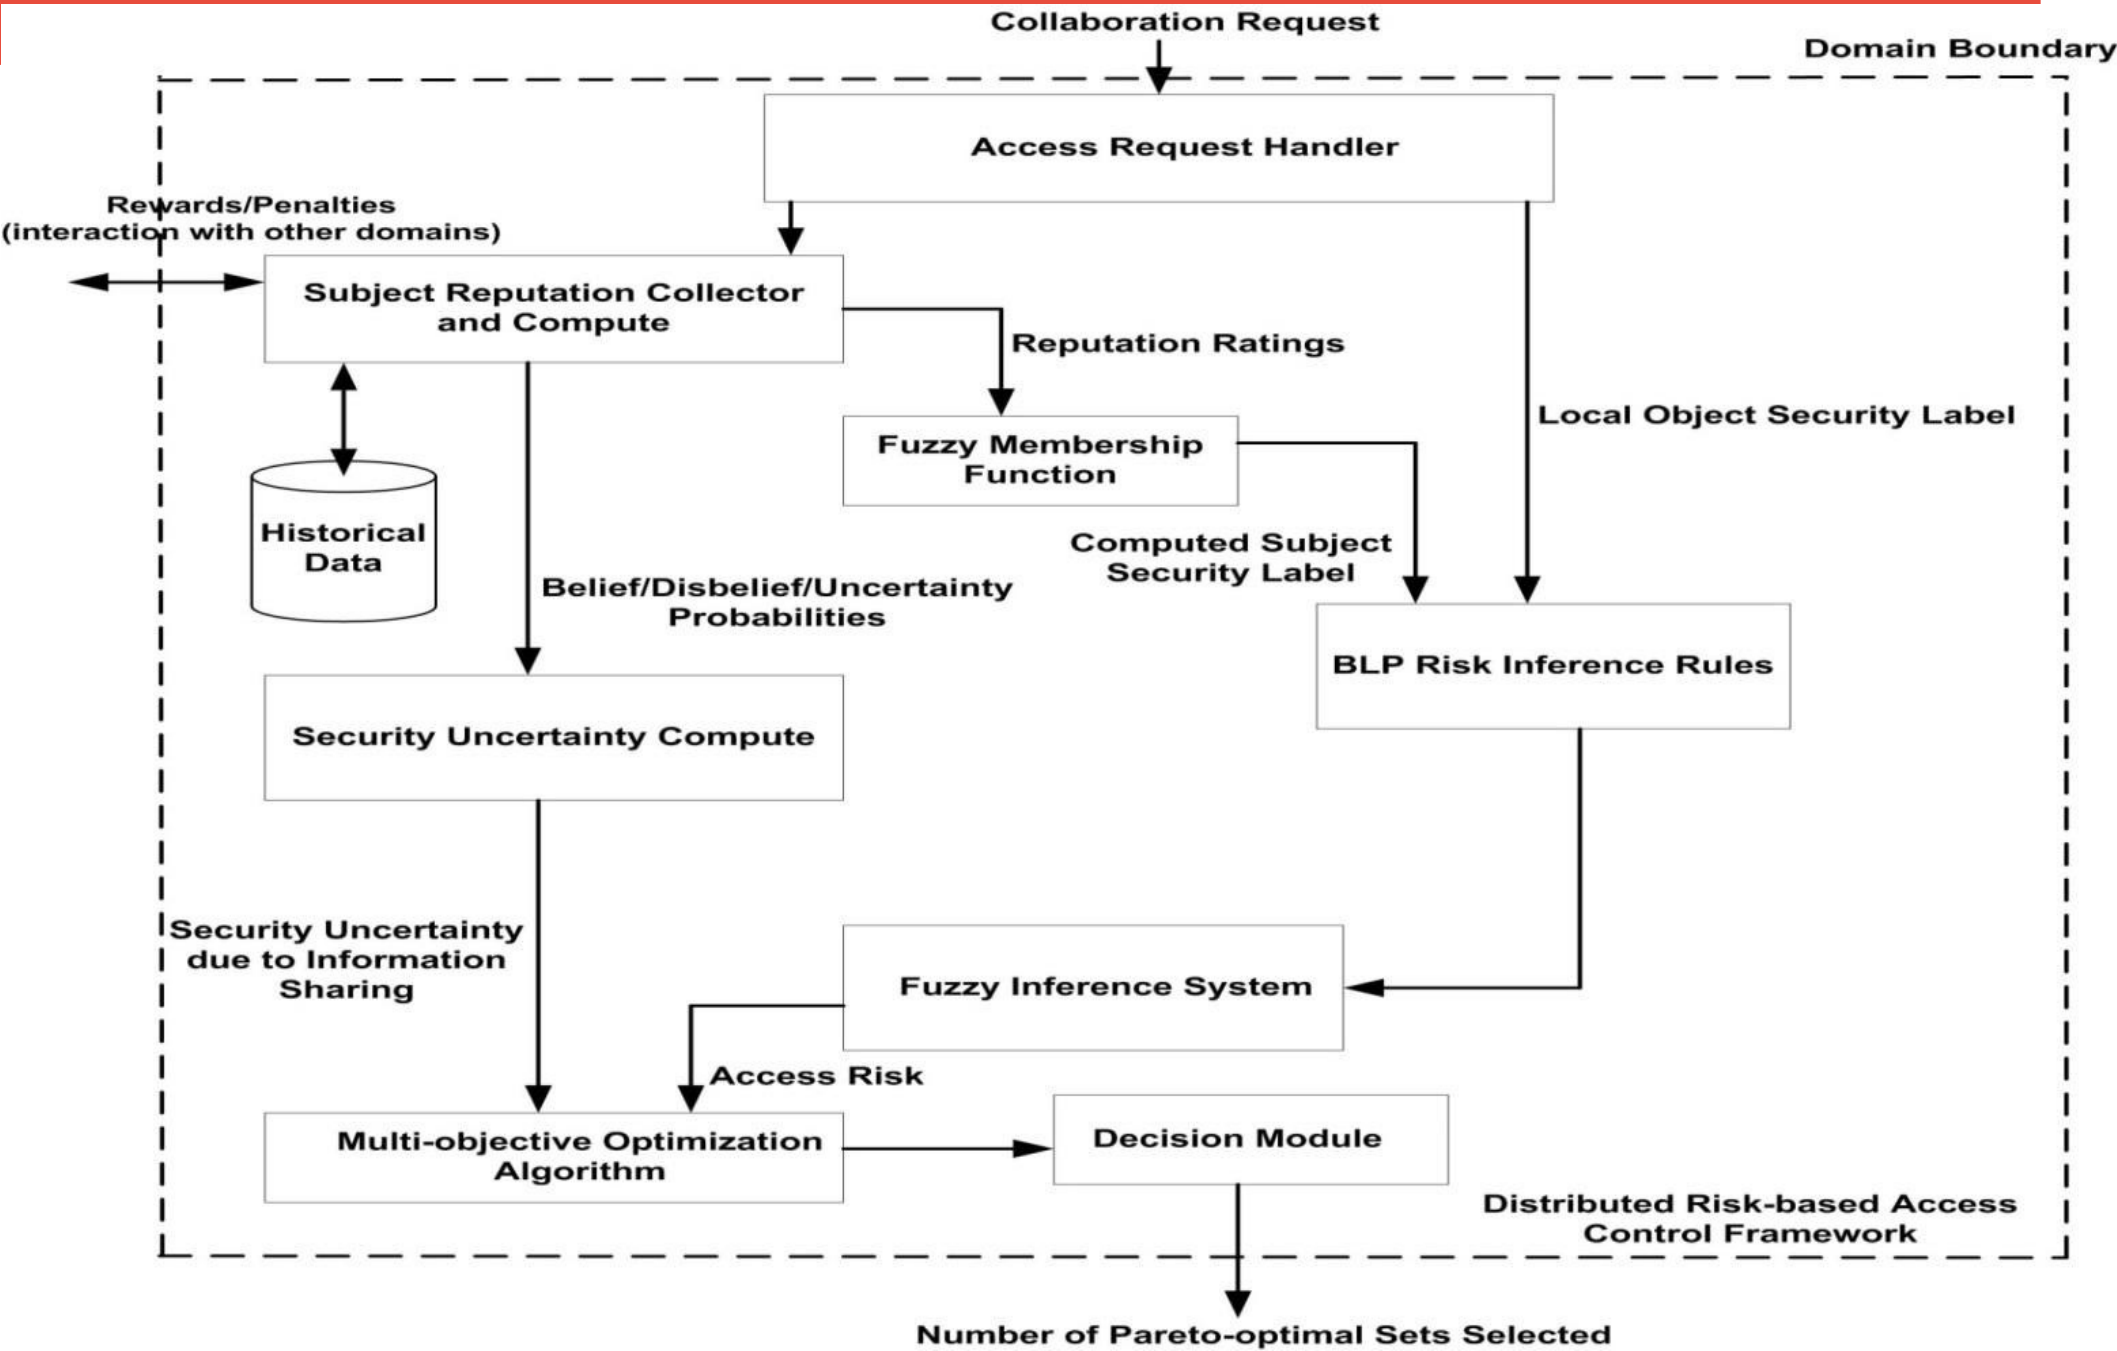 Collaboration Request
Domain Boundary
Access Request Handler
Rewards/Penalties
(interaction with other domains)
Subject Reputation Collector
and Compute
Reputation Ratings
Local Object Security Label
Fuzzy Membership
Function
Historical
Data
Computed Subject
Security Label
Belief/Disbelief/Uncertainty
Probabilities
BLP Risk Inference Rules
Security Uncertainty Compute
Security Uncertainty
due to Information
Sharing
Fuzzy Inference System
Access Risk
Multi-objective Optimization
Algorithm
Decision Module
Distributed Risk-based Access
Control Framework
Number of Pareto-optimal Sets Selected